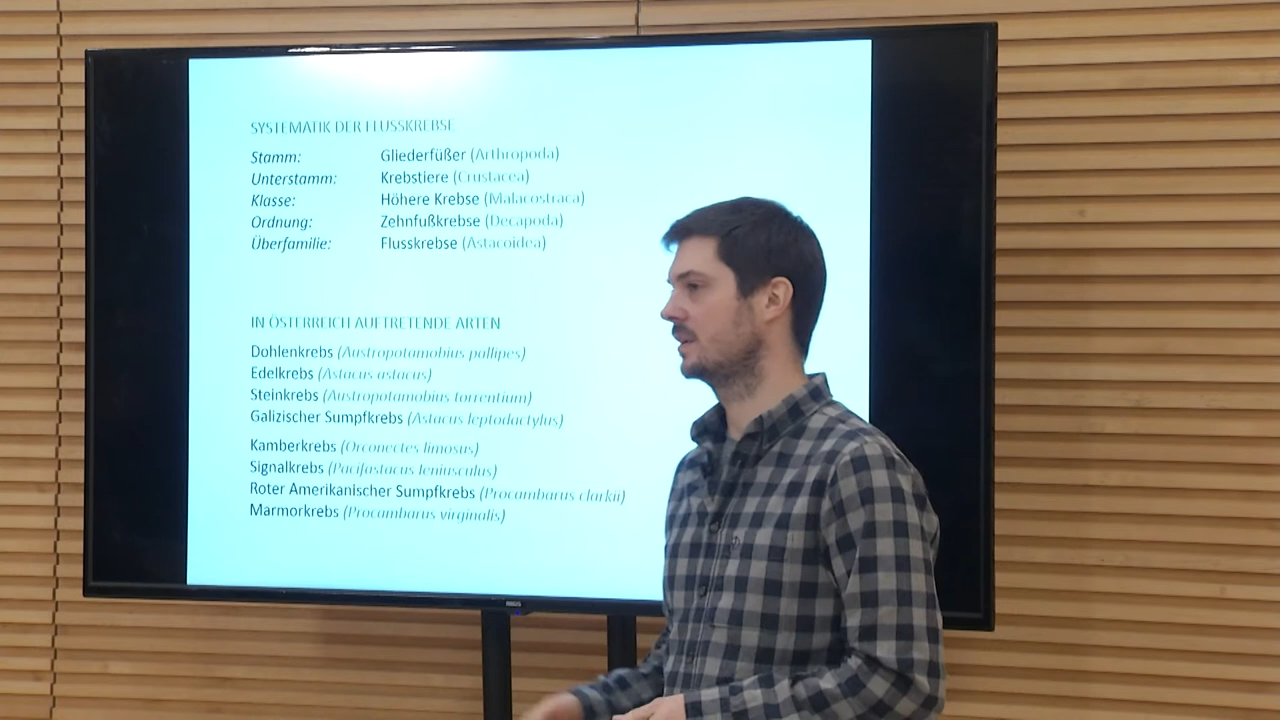 SYSTEMATIK DER FLUSSKREBSE
Stamm: Gliederfüßer (Arthropoda)
Unterstamm: Krebstiere (Crustacea)
Klasse: Höhere Krebse (Malacostraca)
Ordnung: Zehnfußkrebse (Decapoda)
Überfamilie: Flusskrebse (Astacoidea)
IN ÖSTERREICH AUFTRETENDE ARTEN
Dohlenkrebs (Austropotamobius pallipes)
Edelkrebs (Astacus astacus)
Steinkrebs (Austropotamobius torrentium)
Galizischer Sumpfkrebs (Astacus leptodactylus)
Kamberkrebs (Orconectes limosus)
Signalkrebs (Pacifastacus leniusculus)
Roter Amerikanischer Sumpfkrebs (Procambarus clarkii)
Marmorkrebs (Procambarus virginalis)